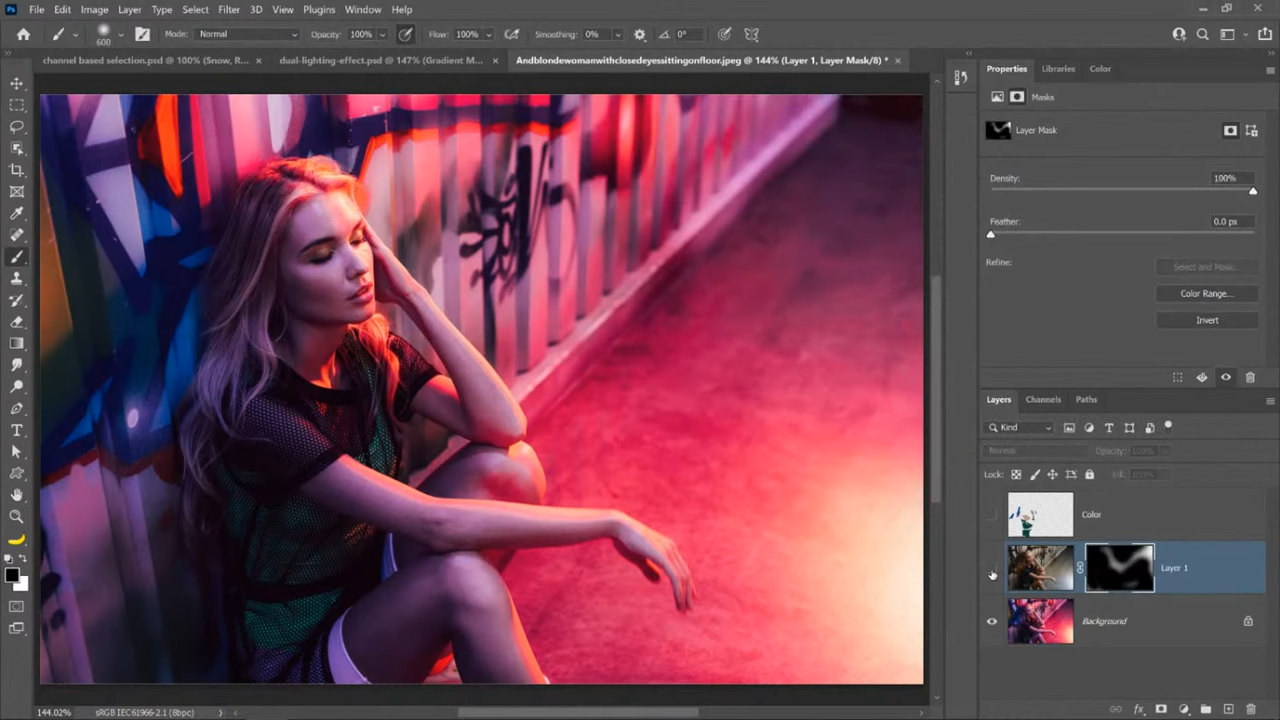 Ps File Edit Image Layer Type Select Filter 3D View Plugins Window Help
600 Mode: Normal Opacity: 100% Flow: 100% Smoothing: 0% 0°
channel based selection.psd @ 100% (Snow, R... × dual-lighting-effect.psd @ 147% (Gradient M... × Andblondewomanwithclosedeyessittingonfloor.jpeg @ 144% (Layer 1, Layer Mask/8) * ×
Properties Libraries Color
Masks
Layer Mask
Density: 100%
Feather: 0.0 px
Refine: Select and Mask...
Color Range...
Invert
Layers Channels Paths
Kind
Normal Opacity: 100%
Lock: Fill: 100%
Color
Layer 1
Background
144.02% sRGB IEC61966-2.1 (8bpc)